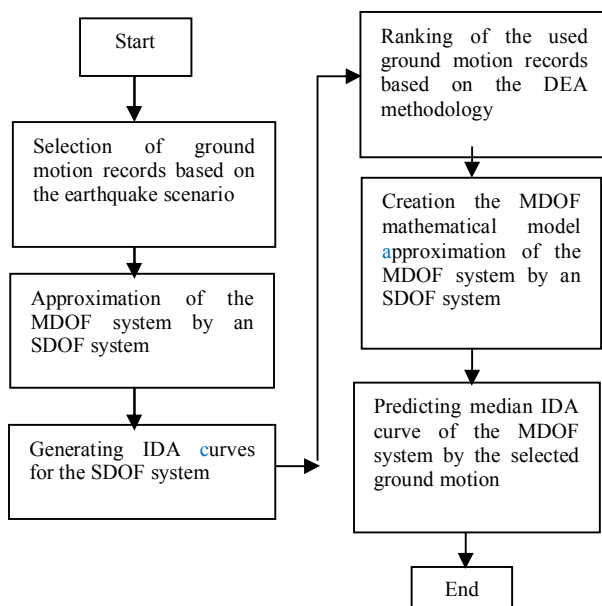 Start
Selection of ground
motion records based on
the earthquake scenario
Approximation of the
MDOF system by an
SDOF system
Generating IDA curves
for the SDOF system
Ranking of the used
ground motion records
based on the DEA
methodology
Creation the MDOF
mathematical model
approximation of the
MDOF system by an
SDOF system
Predicting median IDA
curve of the MDOF
system by the selected
ground motion
End